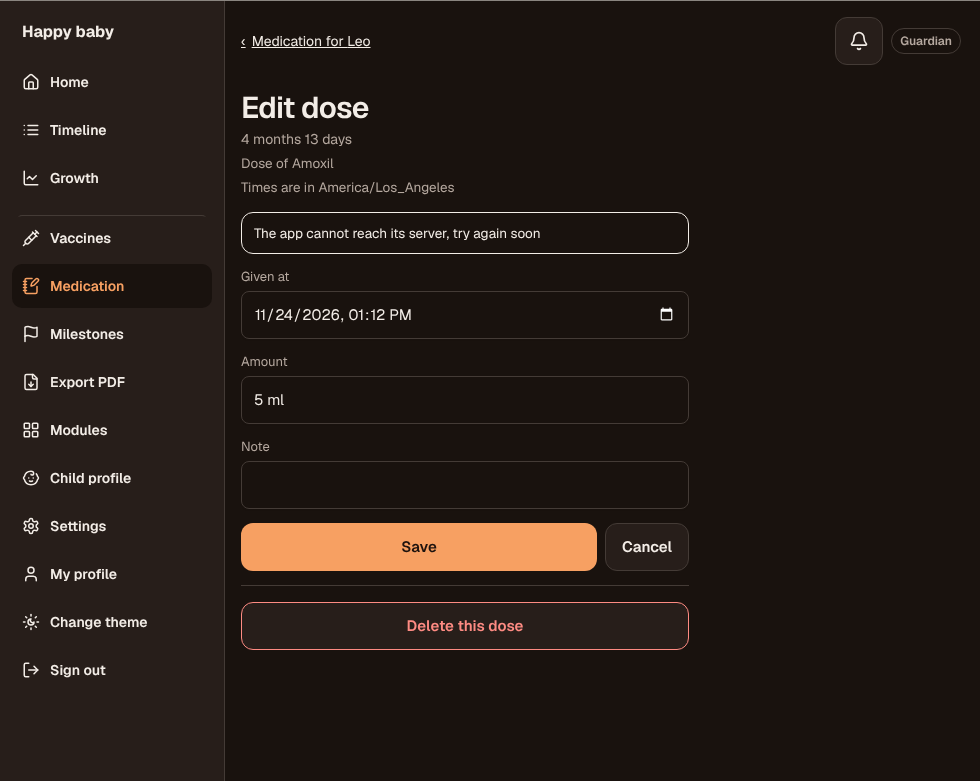 Happy baby
Home
Timeline
Growth
Vaccines
Medication
Milestones
Export PDF
Modules
Child profile
Settings
My profile
Change theme
Sign out
‹ Medication for Leo
Guardian
Edit dose
4 months 13 days
Dose of Amoxil
Times are in America/Los_Angeles
The app cannot reach its server, try again soon
Given at
11/24/2026, 01:12 PM
Amount
5 ml
Note
Save
Cancel
Delete this dose